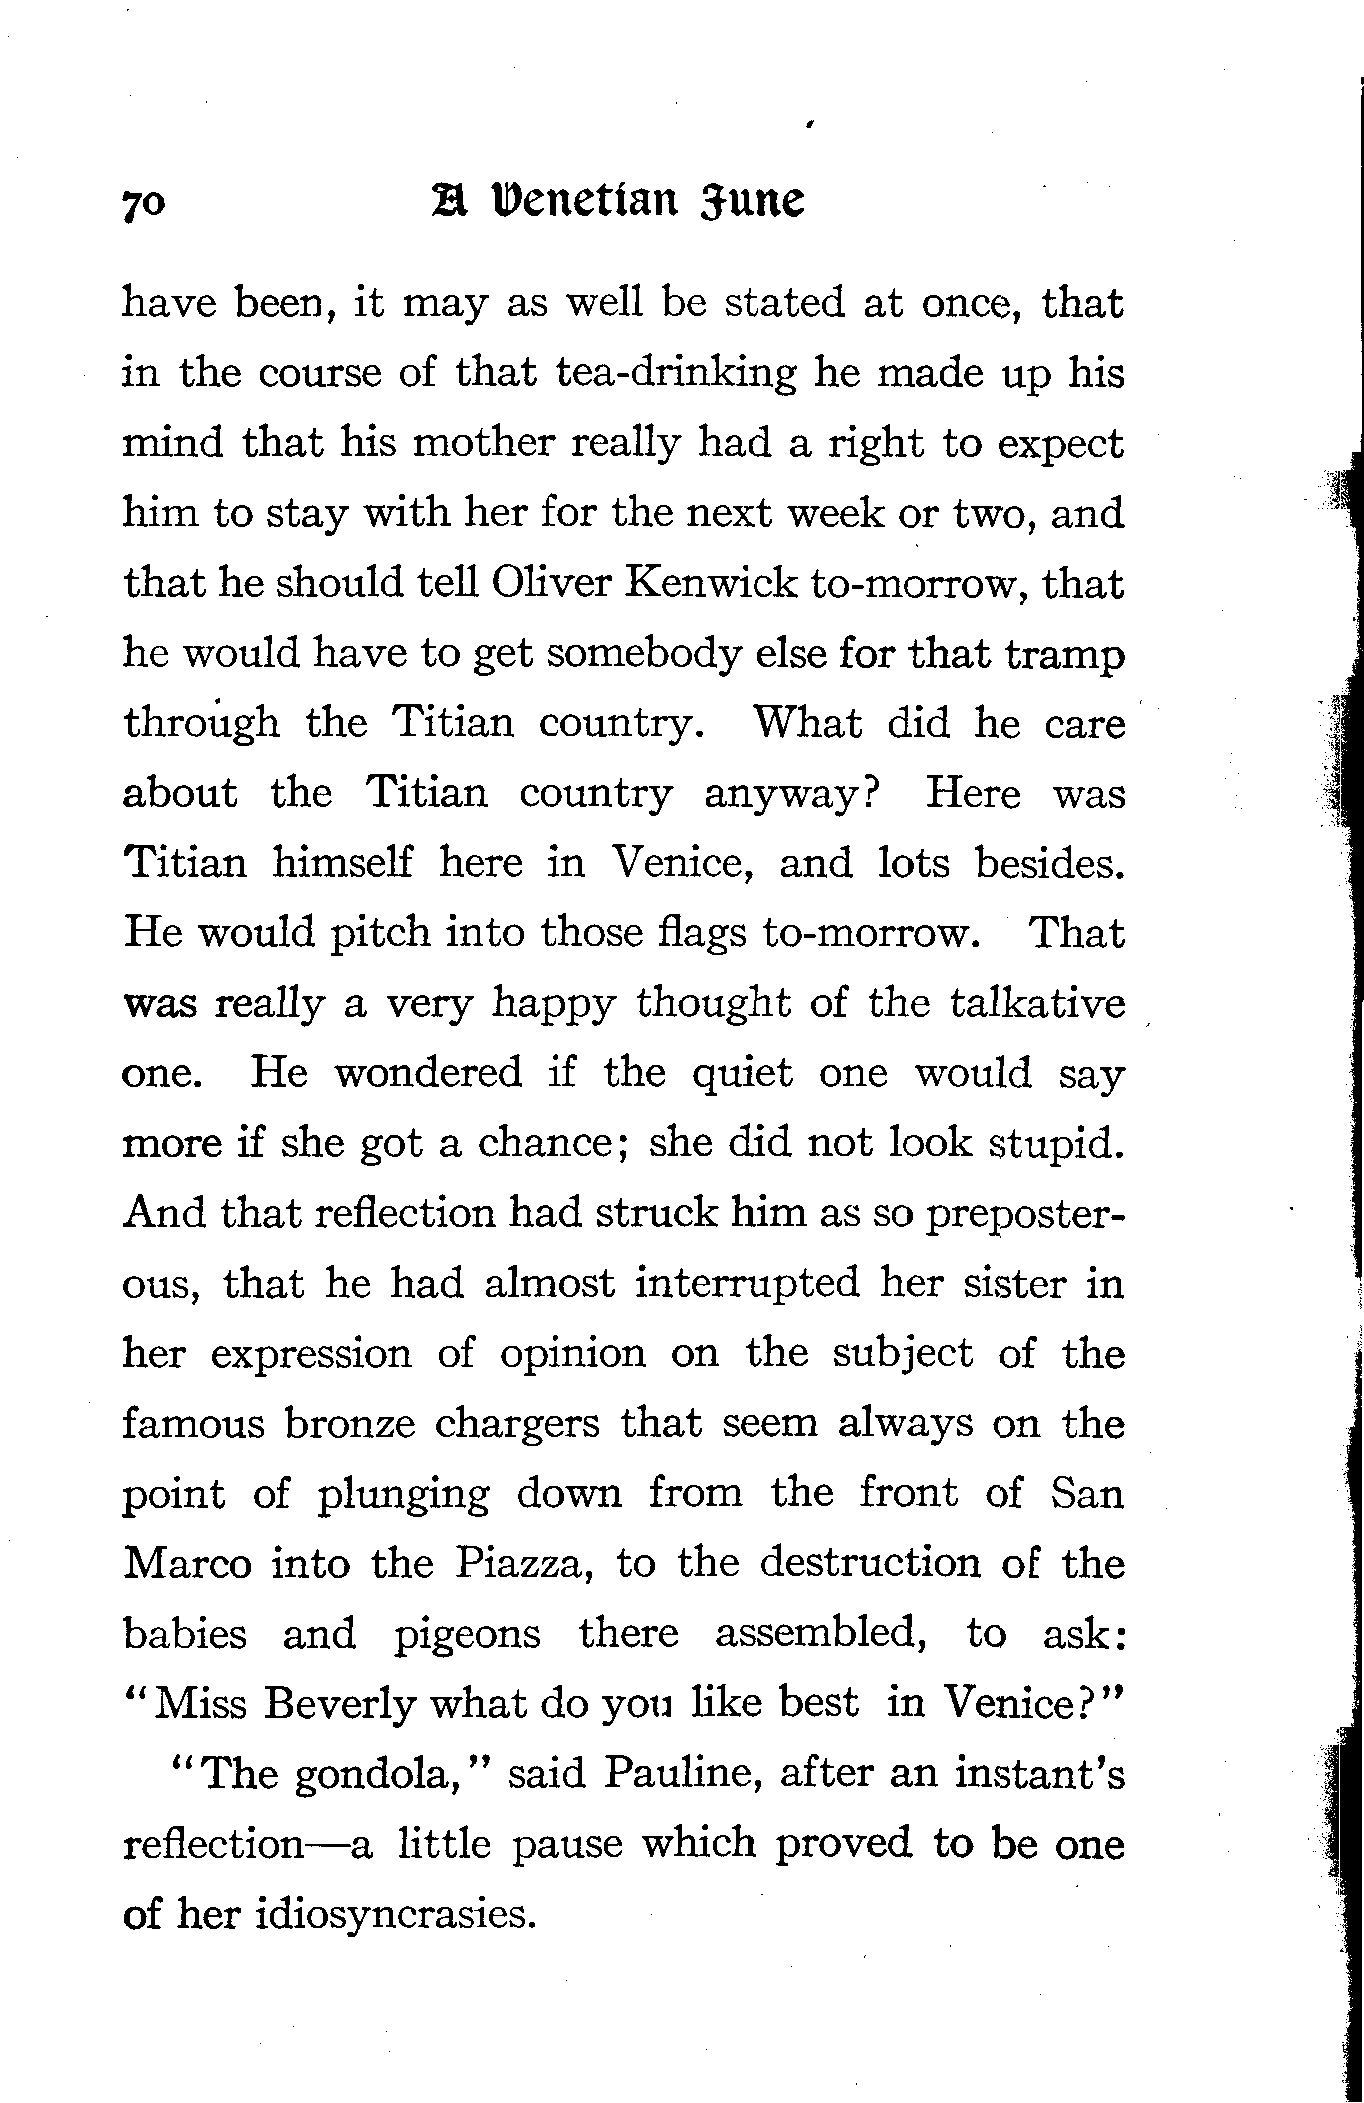 70 A Venetian June
have been, it may as well be stated at once, that
in the course of that tea-drinking he made up his
mind that his mother really had a right to expect
him to stay with her for the next week or two, and
that he should tell Oliver Kenwick to-morrow, that
he would have to get somebody else for that tramp
through the Titian country. What did he care
about the Titian country anyway? Here was
Titian himself here in Venice, and lots besides.
He would pitch into those flags to-morrow. That
was really a very happy thought of the talkative
one. He wondered if the quiet one would say
more if she got a chance; she did not look stupid.
And that reflection had struck him as so preposter-
ous, that he had almost interrupted her sister in
her expression of opinion on the subject of the
famous bronze chargers that seem always on the
point of plunging down from the front of San
Marco into the Piazza, to the destruction of the
babies and pigeons there assembled, to ask:
"Miss Beverly what do you like best in Venice?"
"The gondola," said Pauline, after an instant's
reflection—a little pause which proved to be one
of her idiosyncrasies.